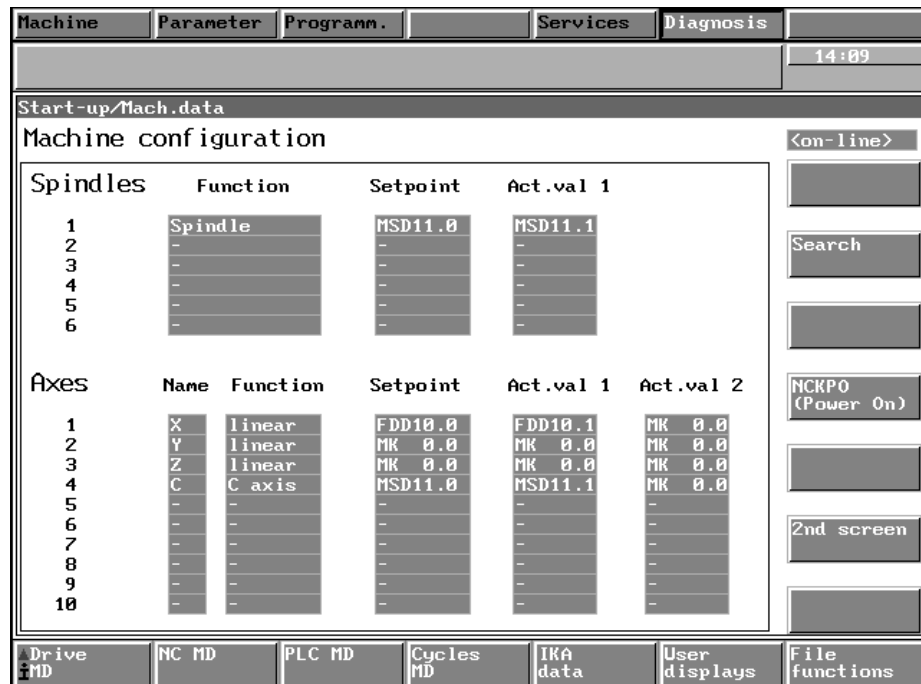 Machine Parameter Programm. Services Diagnosis
14:09
Start-up/Mach.data
Machine configuration <on-line>
Spindles Function Setpoint Act.val 1
1 Spindle MSD11.0 MSD11.1
2 - - -
3 - - -
4 - - -
5 - - -
6 - - -
Search
Axes Name Function Setpoint Act.val 1 Act.val 2
1 X linear FDD10.0 FDD10.1 MK 0.0
2 Y linear MK 0.0 MK 0.0 MK 0.0
3 Z linear MK 0.0 MK 0.0 MK 0.0
4 C C axis MSD11.0 MSD11.1 MK 0.0
5 - - - - -
6 - - - - -
7 - - - - -
8 - - - - -
9 - - - - -
10 - - - - -
NCKPO
(Power On)
2nd screen
Drive
MD
NC MD
PLC MD
Cycles
MD
IKA
data
User
displays
File
functions